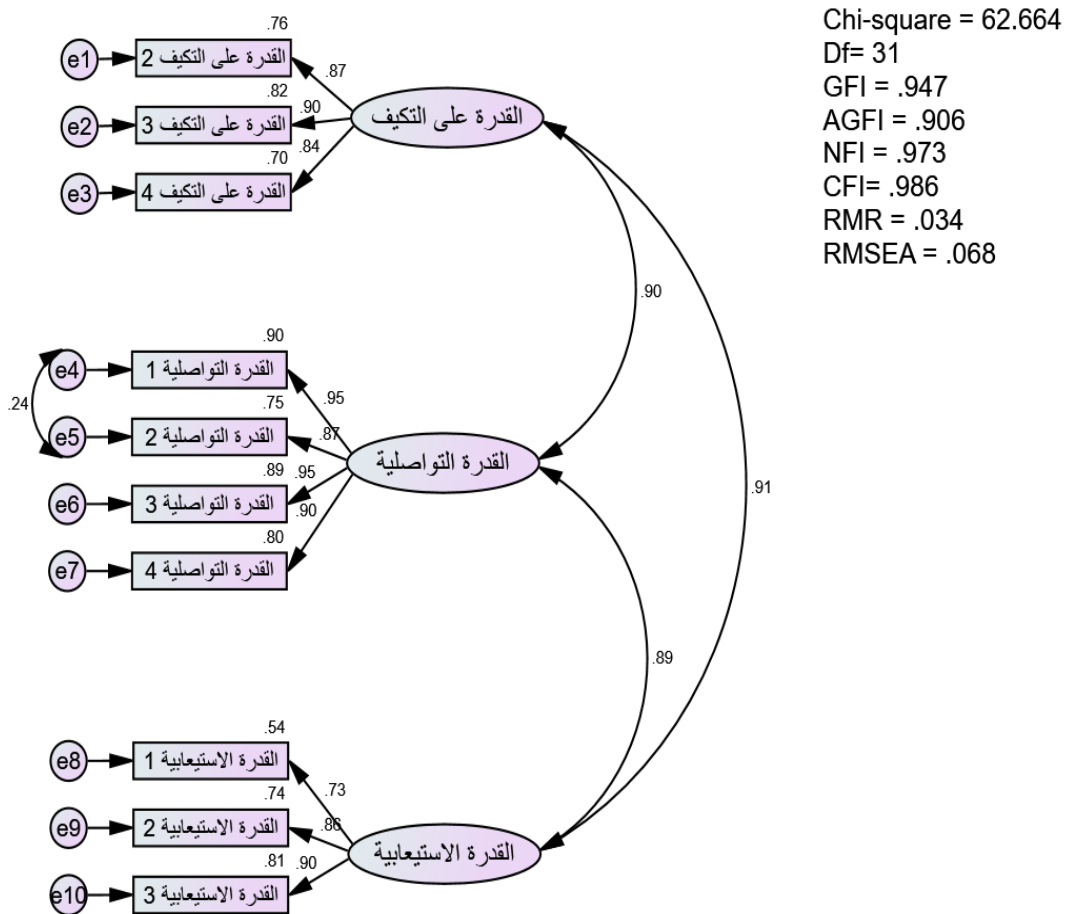 Chi-square = 62.664
Df= 31
GFI = .947
AGFI = .906
NFI = .973
CFI= .986
RMR = .034
RMSEA = .068
.76
e1
القدرة على التكيف 2
.87
.82
e2
القدرة على التكيف 3
.90
القدرة على التكيف
.84
.70
e3
القدرة على التكيف 4
.90
.90
e4
القدرة التواصلية 1
.95
.24
.75
e5
القدرة التواصلية 2
.87
القدرة التواصلية
.89
.95
e6
القدرة التواصلية 3
.90
.80
e7
القدرة التواصلية 4
.91
.89
.54
e8
القدرة الاستيعابية 1
.73
.74
e9
القدرة الاستيعابية 2
.86
القدرة الاستيعابية
.81
.90
e10
القدرة الاستيعابية 3